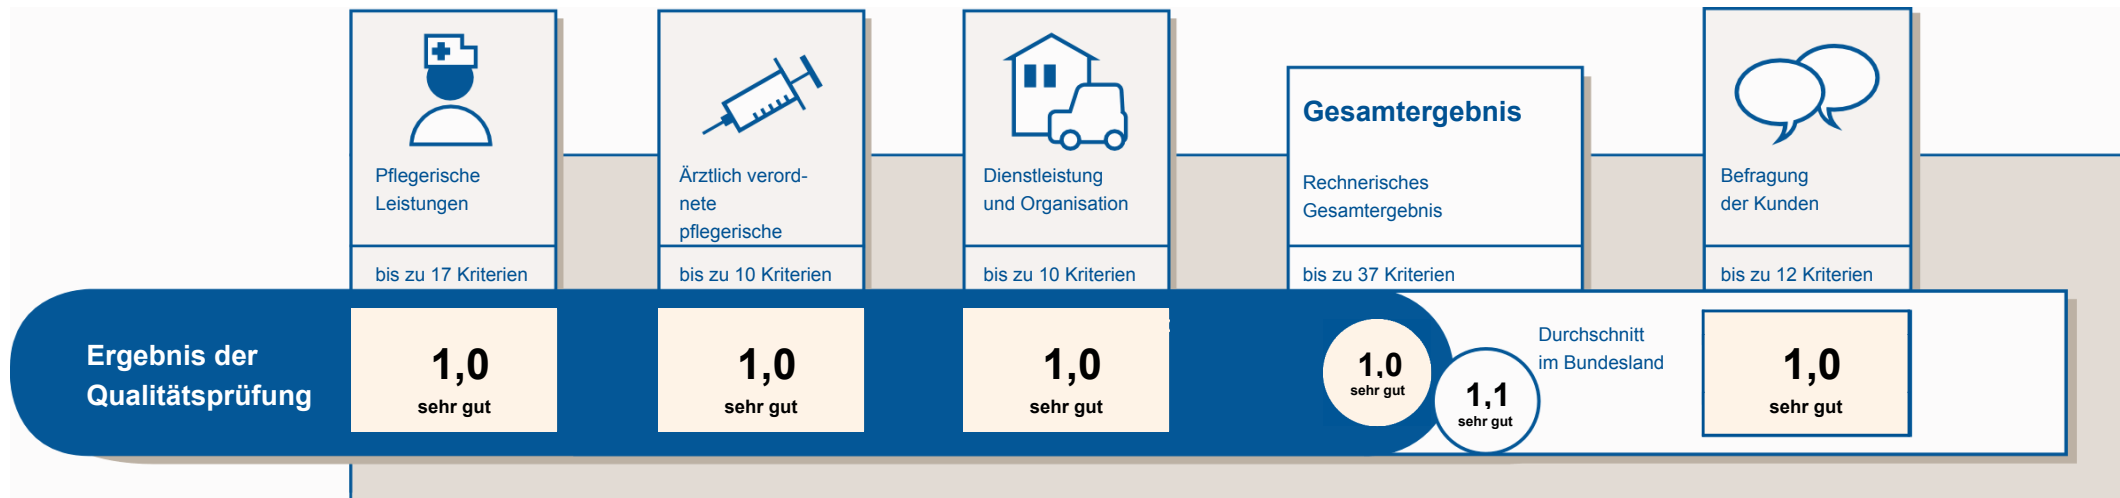 Pflegerische
Leistungen
bis zu 17 Kriterien
Ärztlich verord-
nete
pflegerische
bis zu 10 Kriterien
Dienstleistung
und Organisation
bis zu 10 Kriterien
Gesamtergebnis
Rechnerisches
Gesamtergebnis
bis zu 37 Kriterien
Befragung
der Kunden
bis zu 12 Kriterien
Ergebnis der
Qualitätsprüfung
1,0
sehr gut
1,0
sehr gut
1,0
sehr gut
1,0
sehr gut
1,1
sehr gut
Durchschnitt
im Bundesland
1,0
sehr gut